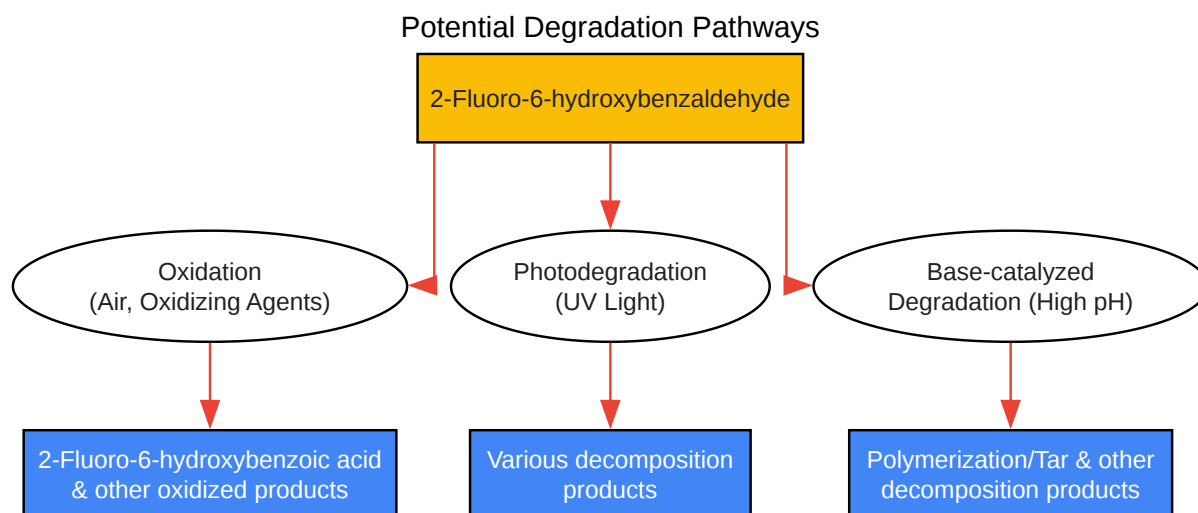 Potential Degradation Pathways
2-Fluoro-6-hydroxybenzaldehyde
Oxidation
(Air, Oxidizing Agents)
Photodegradation
(UV Light)
Base-catalyzed
Degradation (High pH)
2-Fluoro-6-hydroxybenzoic acid
& other oxidized products
Various decomposition
products
Polymerization/Tar & other
decomposition products